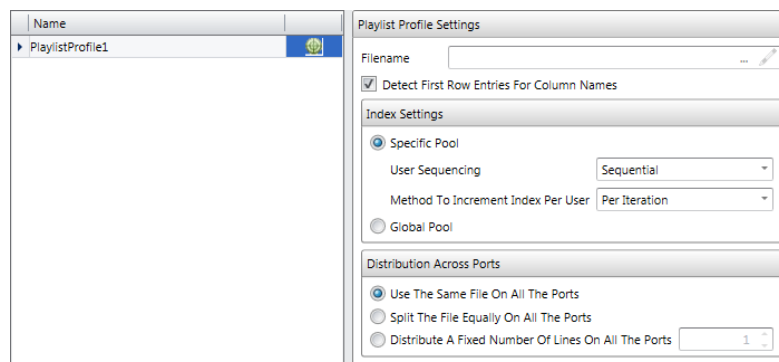 Name
PlaylistProfile1
Playlist Profile Settings
Filename
...
Detect First Row Entries For Column Names
Index Settings
Specific Pool
User Sequencing Sequential
Method To Increment Index Per User Per Iteration
Global Pool
Distribution Across Ports
Use The Same File On All The Ports
Split The File Equally On All The Ports
Distribute A Fixed Number Of Lines On All The Ports 1